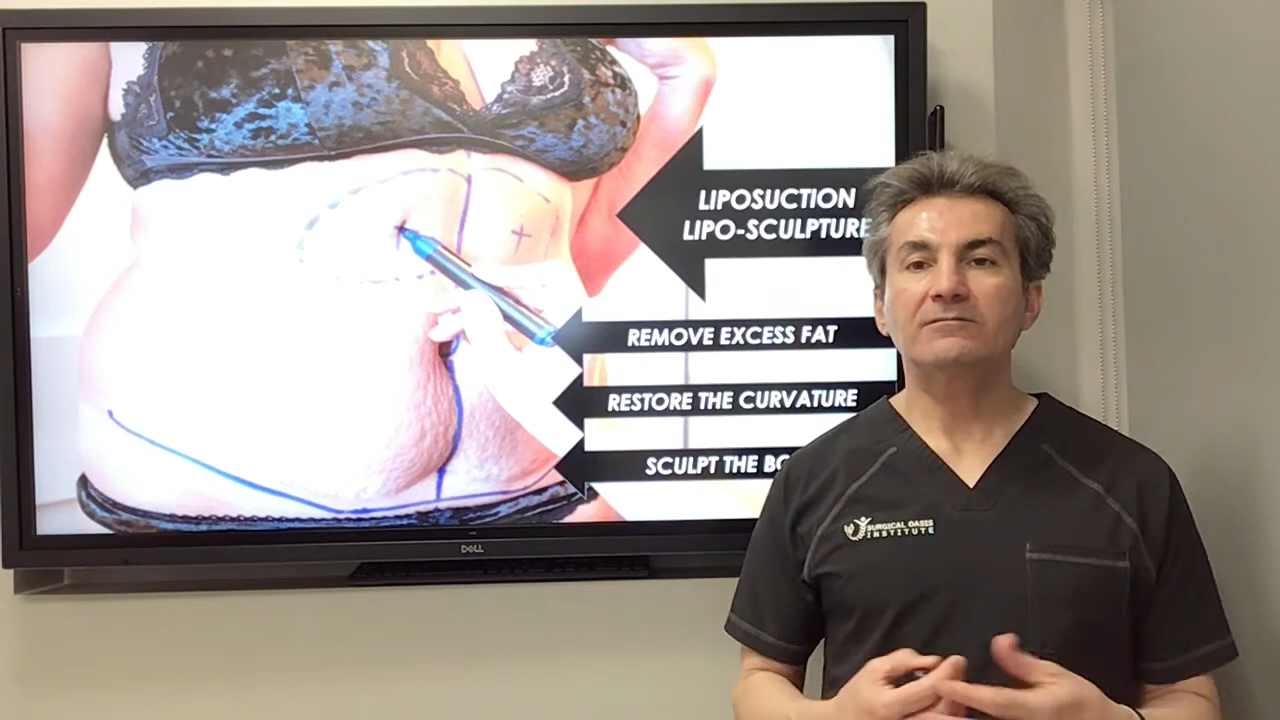 LIPOSUCTION
LIPO-SCULPTURE
REMOVE EXCESS FAT
RESTORE THE CURVATURE
SCULPT THE
DELL
SURGICAL OASIS
INSTITUTE